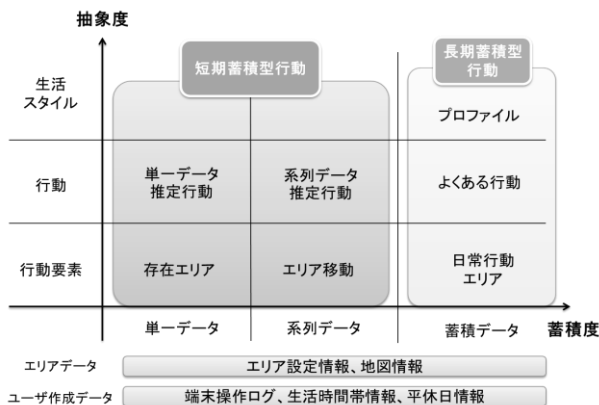 抽象度
短期蓄積型行動
長期蓄積型
行動
生活
スタイル
プロファイル
行動
単一データ
推定行動
系列データ
推定行動
よくある行動
行動要素
存在エリア
エリア移動
日常行動
エリア
単一データ
系列データ
蓄積データ
蓄積度
エリアデータ
エリア設定情報、地図情報
ユーザ作成データ
端末操作ログ、生活時間帯情報、平休日情報